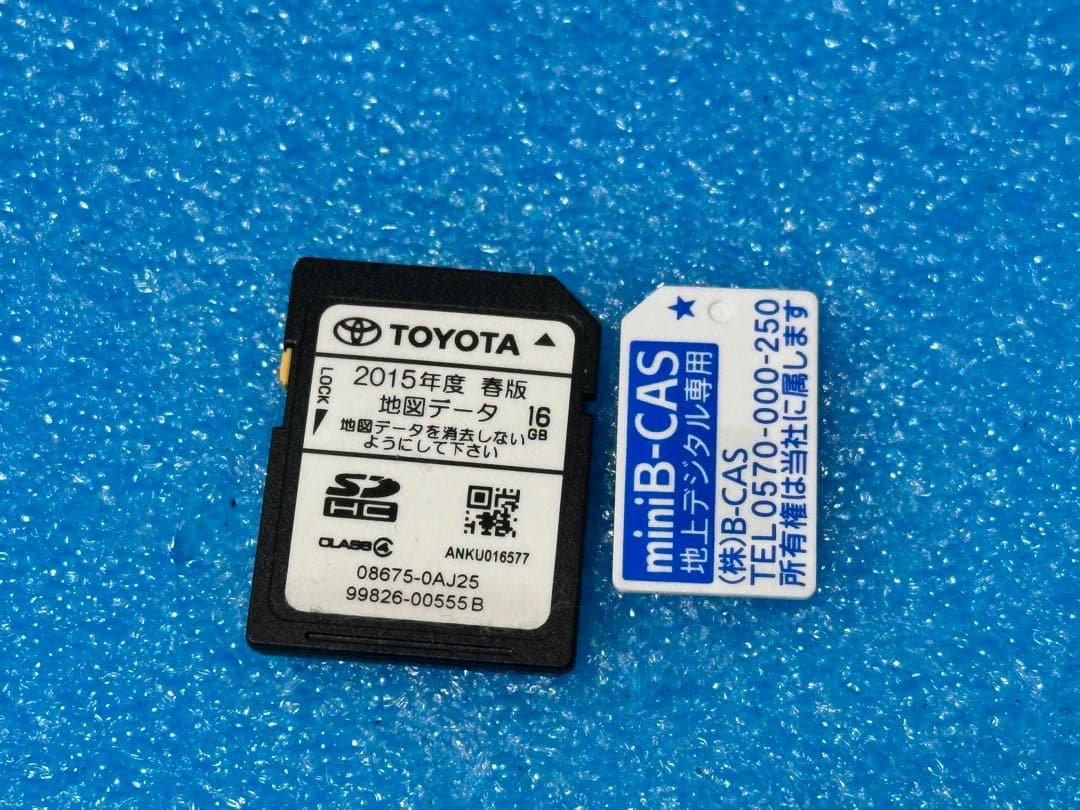 TOYOTA ▲
2015年度 春版
地図データ 16GB
地図データを消去しない
ようにして下さい
LOCK
SDHC
CLASS4
ANKU016577
08675-0AJ25
99826-00555B
★
miniB-CAS
地上デジタル専用
(株)B-CAS
TEL0570-000-250
所有権は当社に属します